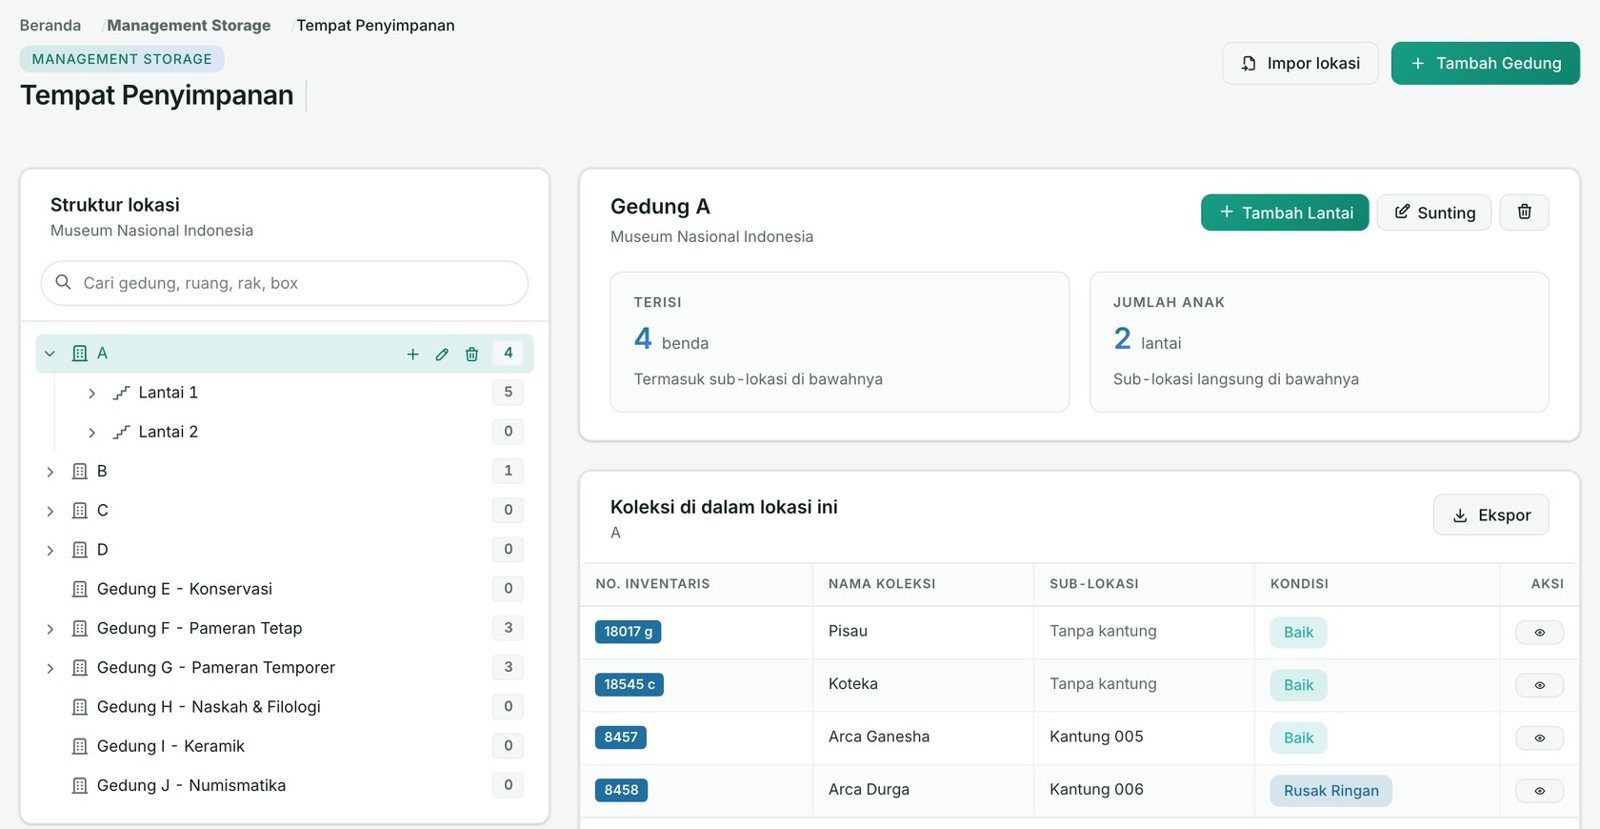 Beranda / Management Storage / Tempat Penyimpanan
MANAGEMENT STORAGE
Tempat Penyimpanan
Impor lokasi
+ Tambah Gedung
Struktur lokasi
Museum Nasional Indonesia
Cari gedung, ruang, rak, box
A 4
Lantai 1 5
Lantai 2 0
B 1
C 0
D 0
Gedung E - Konservasi 0
Gedung F - Pameran Tetap 3
Gedung G - Pameran Temporer 3
Gedung H - Naskah & Filologi 0
Gedung I - Keramik 0
Gedung J - Numismatika 0
Gedung A
Museum Nasional Indonesia
+ Tambah Lantai
Sunting
TERISI
4 benda
Termasuk sub-lokasi di bawahnya
JUMLAH ANAK
2 lantai
Sub-lokasi langsung di bawahnya
Koleksi di dalam lokasi ini
A
Ekspor
NO. INVENTARIS NAMA KOLEKSI SUB-LOKASI KONDISI AKSI
18017 g Pisau Tanpa kantung Baik
18545 c Koteka Tanpa kantung Baik
8457 Arca Ganesha Kantung 005 Baik
8458 Arca Durga Kantung 006 Rusak Ringan